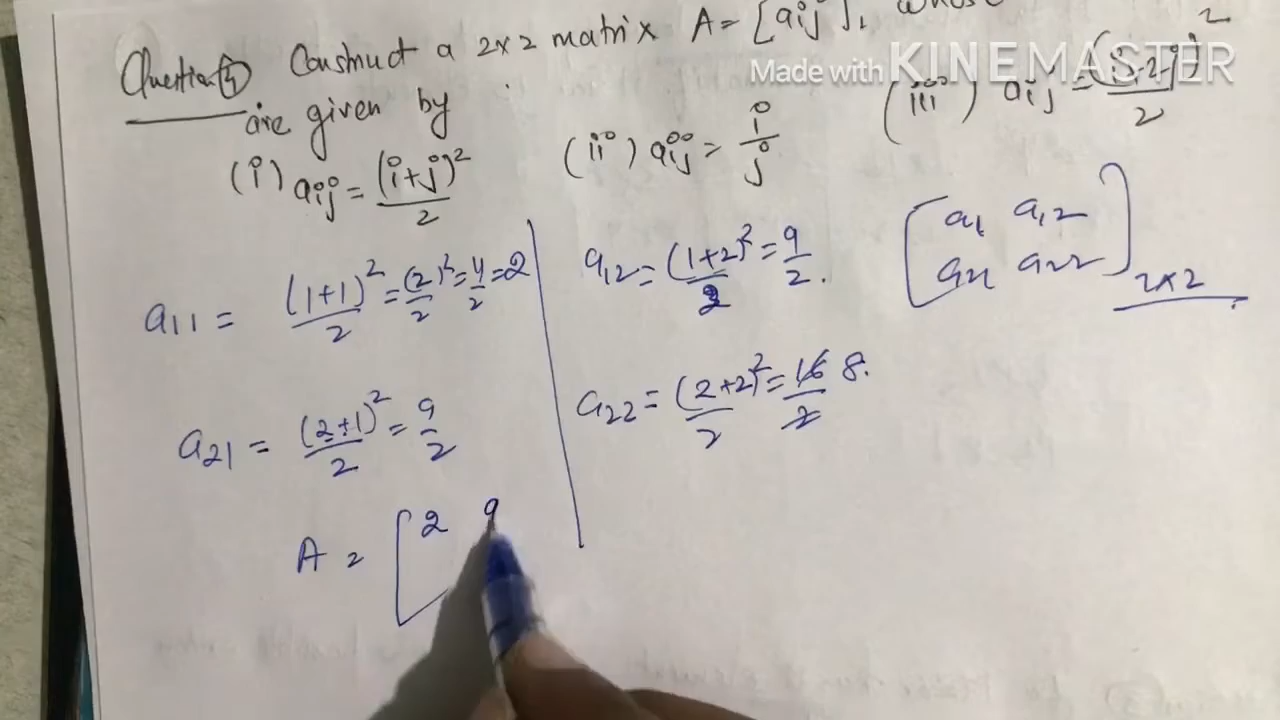 Question 4) Construct a 2×2 matrix A = [aij],
are given by
Made with KINEMASTER
(i) aij = (i+j)²/2 (ii) aij = i/j (iii) aij =
a11 = (1+1)²/2 = (2)²/2 = 4/2 = 2
a12 = (1+2)²/2 = 9/2.
[a1 a12
a21 a22] 2×2
a21 = (2+1)²/2 = 9/2
a22 = (2+2)²/2 = 16/2 8.
A = [2 9